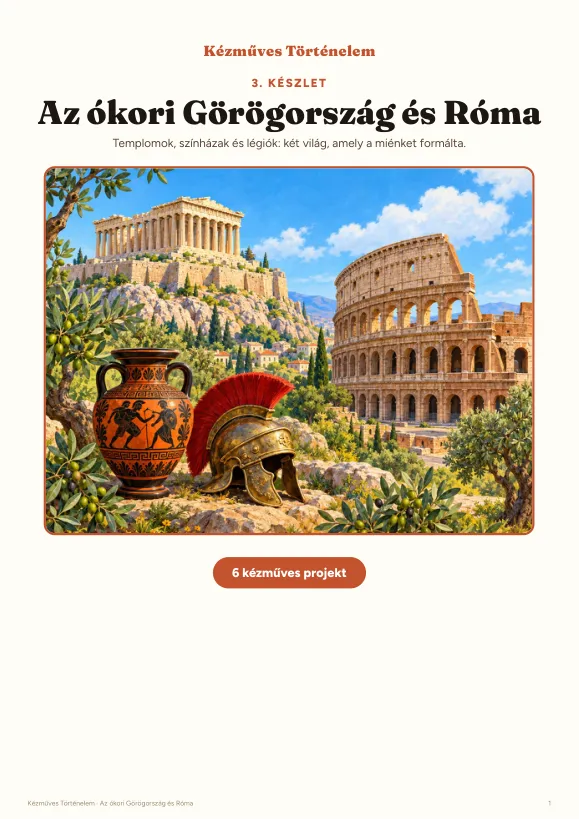 Kézműves Történelem
3. KÉSZLET
Az ókori Görögország és Róma
Templomok, színházak és légiók: két világ, amely a miénket formálta.
6 kézműves projekt
Kézműves Történelem · Az ókori Görögország és Róma
1